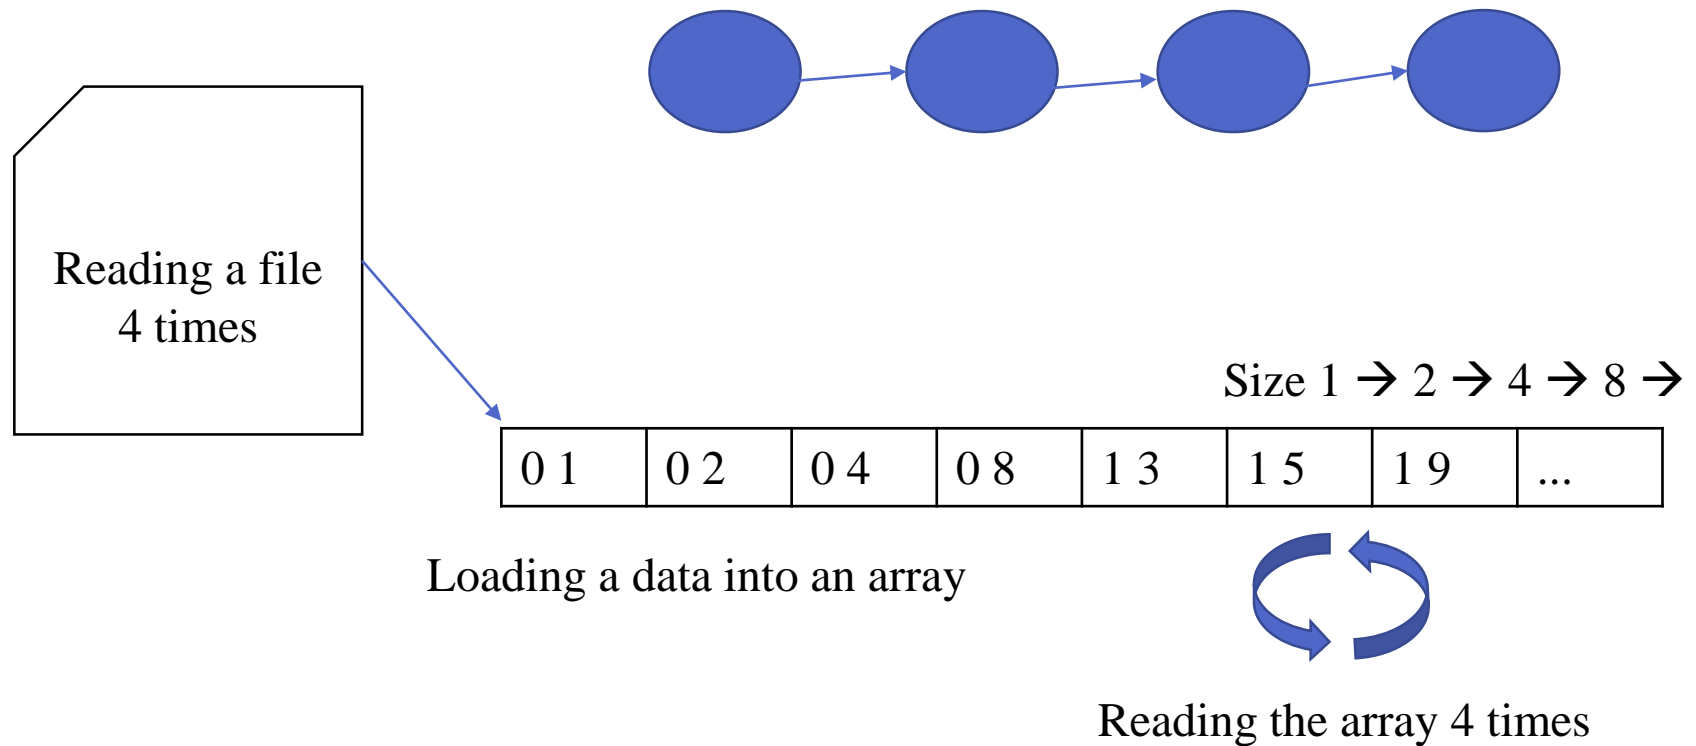 Reading a file
4 times
Size 1 → 2 → 4 → 8 →
0 1 0 2 0 4 0 8 1 3 1 5 1 9 ...
Loading a data into an array
Reading the array 4 times